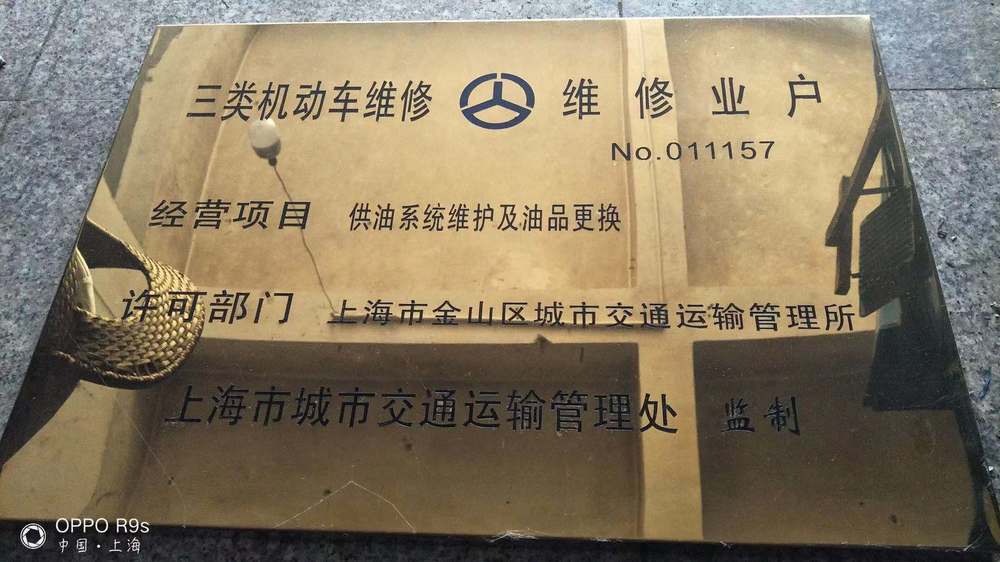 三类机动车维修 维修业户
No.011157
经营项目 供油系统维护及油品更换
许可部门 上海市金山区城市交通运输管理所
上海市城市交通运输管理处 监制
OPPO R9s
中国·上海